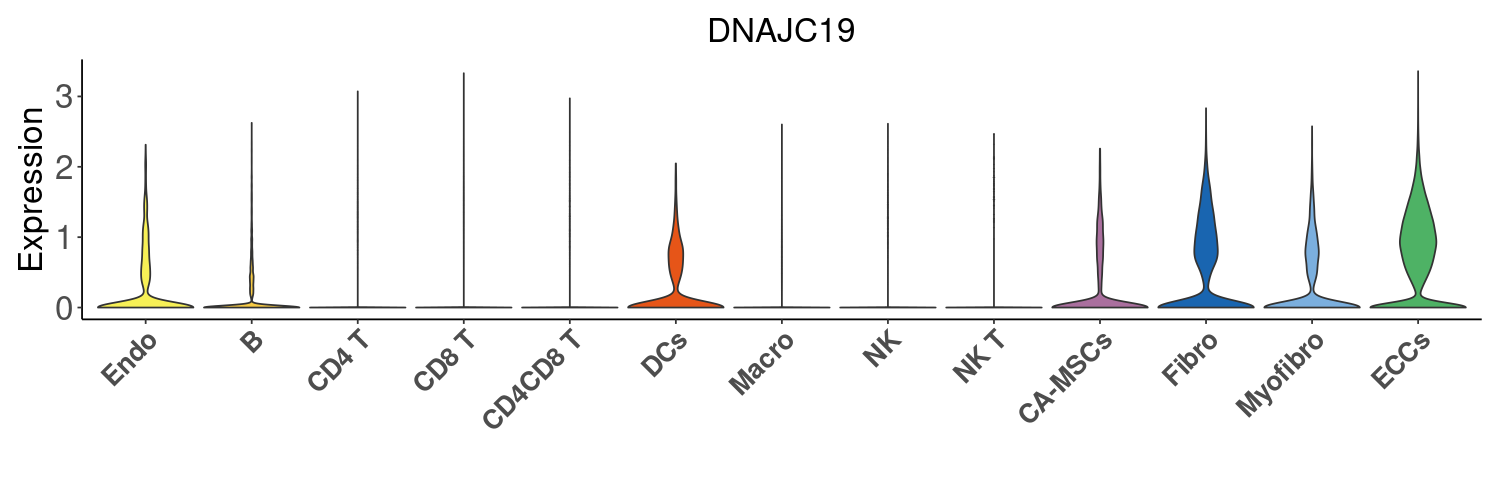 DNAJC19
Expression
3
2
1
0
Endo
B
CD4 T
CD8 T
CD4CD8 T
DCs
Macro
NK
NK T
CA-MSCs
Fibro
Myofibro
ECCs